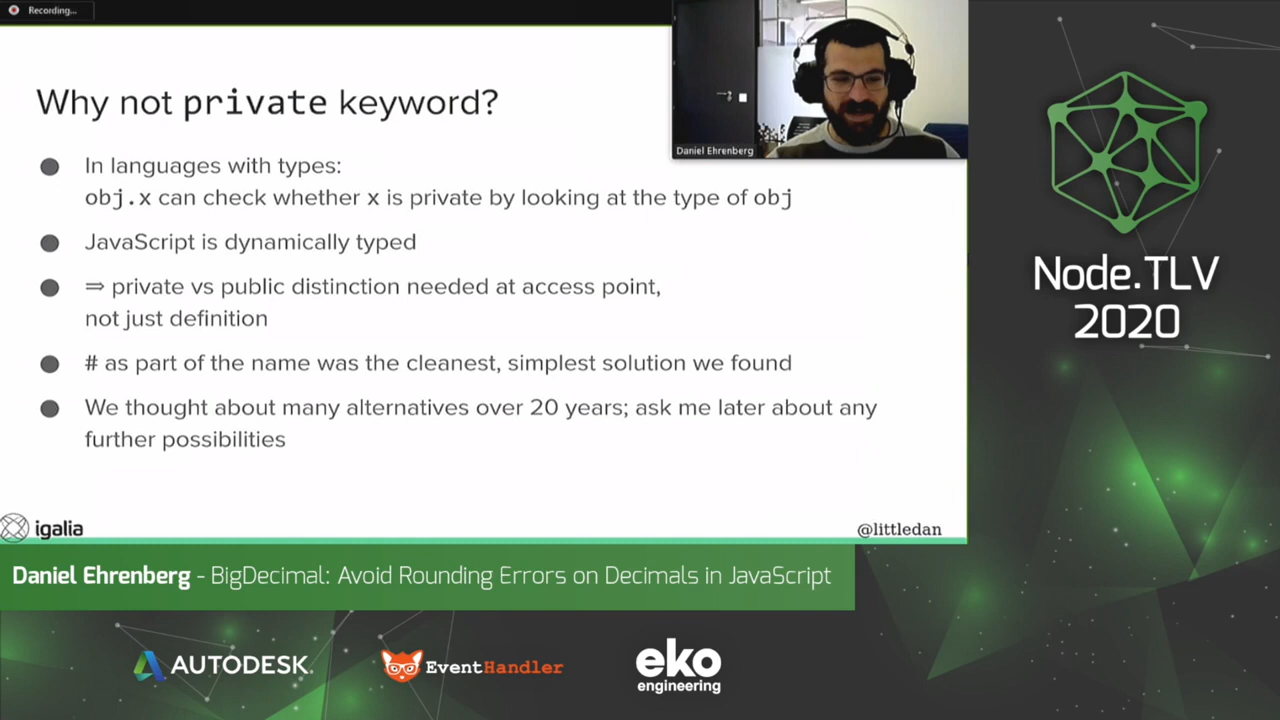 Recording...
Why not private keyword?
In languages with types:
obj.x can check whether x is private by looking at the type of obj
JavaScript is dynamically typed
⇒ private vs public distinction needed at access point,
not just definition
# as part of the name was the cleanest, simplest solution we found
We thought about many alternatives over 20 years; ask me later about any
further possibilities
igalia
@littledan
Daniel Ehrenberg
Node.TLV
2020
Daniel Ehrenberg - BigDecimal: Avoid Rounding Errors on Decimals in JavaScript
AUTODESK.
EventHandler
eko
engineering